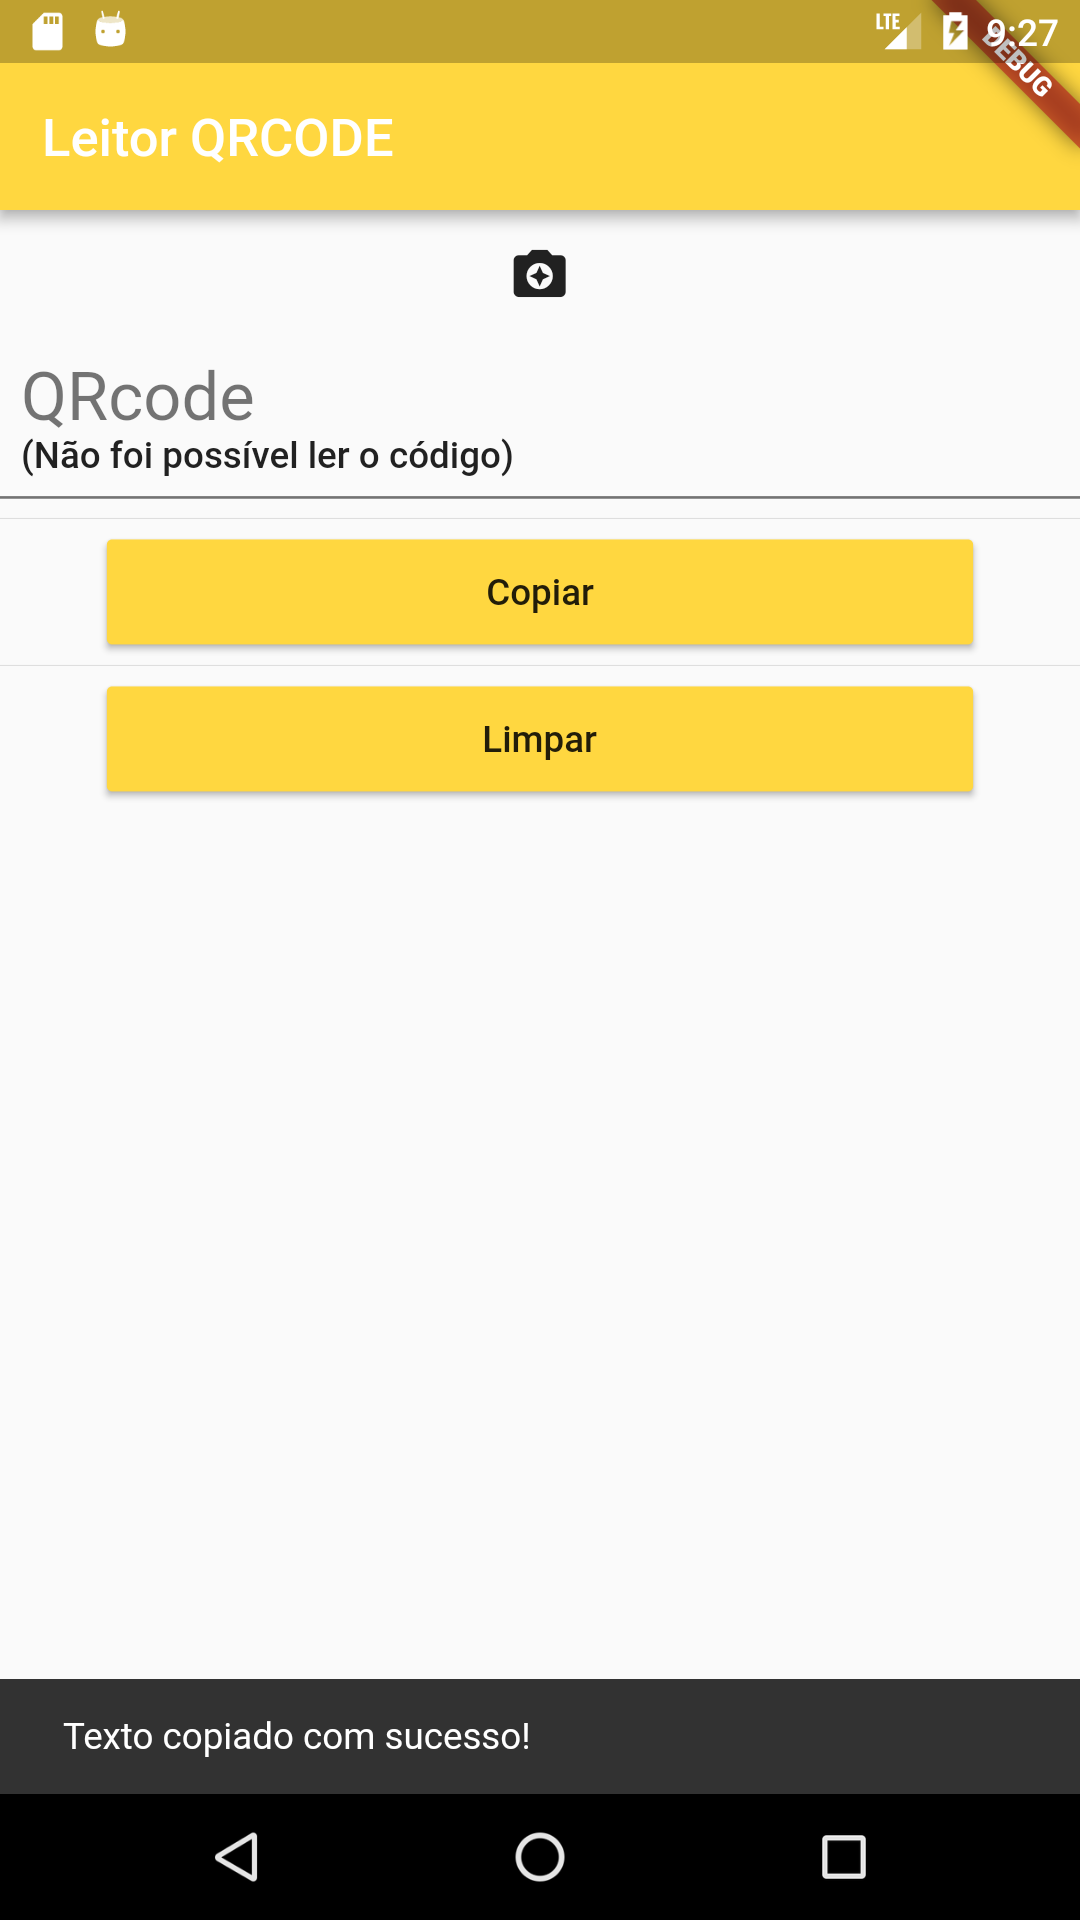 LTE 9:27
DEBUG
Leitor QRCODE
QRcode
(Não foi possível ler o código)
Copiar
Limpar
Texto copiado com sucesso!